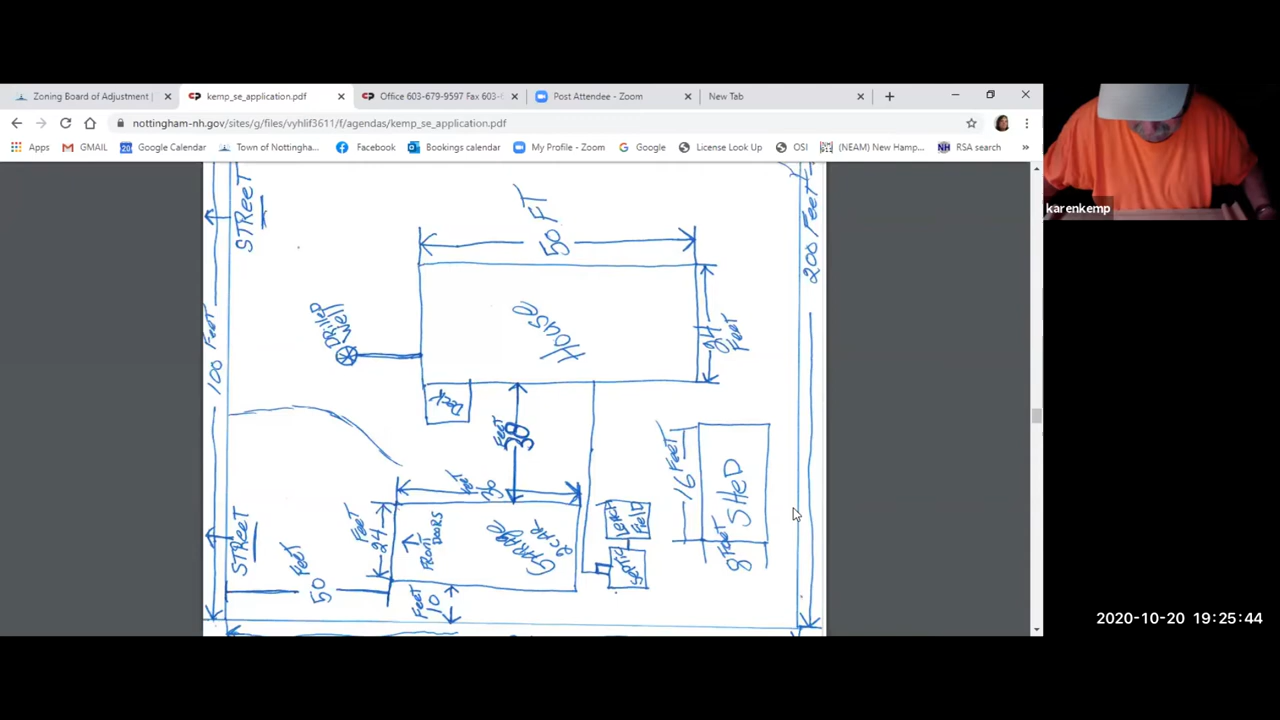 Zoning Board of Adjustment
kemp_se_application.pdf
Office 603-679-9597 Fax 603-
Post Attendee - Zoom
New Tab
nottingham-nh.gov/sites/g/files/vyhlif3611/f/agendas/kemp_se_application.pdf
Apps
GMAIL
Google Calendar
Town of Nottingha...
Facebook
Bookings calendar
My Profile - Zoom
Google
License Look Up
OSI
(NEAM) New Hamp...
RSA search
karenkemp
STReeT
50 FT
200 FeeT
DRilleD
Well
House
24
FeeT
100 FeeT
Deck
38
FeeT
FeeT
30
16 FeeT
SHeD
8 FeeT
STReeT
FeeT
24
FRONT
DOORS
GARAGE
2 CAR
Leach
Field
Septic
FeeT
50
FeeT
10
2020-10-20 19:25:44